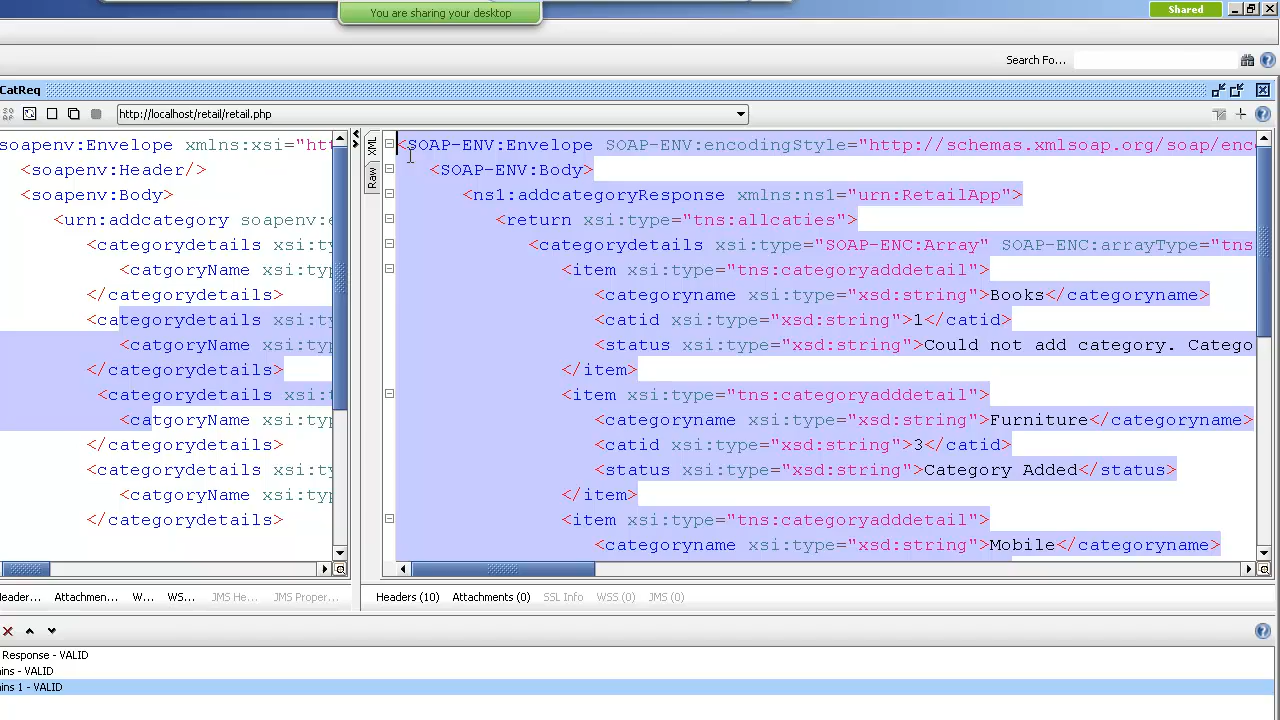 You are sharing your desktop
Shared
Search Fo...
CatReq
http://localhost/retail/retail.php
soapenv:Envelope xmlns:xsi="htt
<soapenv:Header/>
soapenv:Body>
<urn:addcategory soapenv:e
<categorydetails xsi:ty
<catgoryName xsi:typ
</categorydetails>
<categorydetails xsi:ty
<catgoryName xsi:typ
</categorydetails>
<categorydetails xsi:t
<catgoryName xsi:typ
</categorydetails>
<categorydetails xsi:ty
<catgoryName xsi:typ
</categorydetails>
XML
Raw
<SOAP-ENV:Envelope SOAP-ENV:encodingStyle="http://schemas.xmlsoap.org/soap/enco
<SOAP-ENV:Body>
<ns1:addcategoryResponse xmlns:ns1="urn:RetailApp">
<return xsi:type="tns:allcaties">
<categorydetails xsi:type="SOAP-ENC:Array" SOAP-ENC:arrayType="tns
<item xsi:type="tns:categoryadddetail">
<categoryname xsi:type="xsd:string">Books</categoryname>
<catid xsi:type="xsd:string">1</catid>
<status xsi:type="xsd:string">Could not add category. Catego
</item>
<item xsi:type="tns:categoryadddetail">
<categoryname xsi:type="xsd:string">Furniture</categoryname>
<catid xsi:type="xsd:string">3</catid>
<status xsi:type="xsd:string">Category Added</status>
</item>
<item xsi:type="tns:categoryadddetail">
<categoryname xsi:type="xsd:string">Mobile</categoryname>
eader... Attachmen... W... WS... JMS He... JMS Proper...
Headers (10) Attachments (0) SSL Info WSS (0) JMS (0)
Response - VALID
ins - VALID
ins 1 - VALID